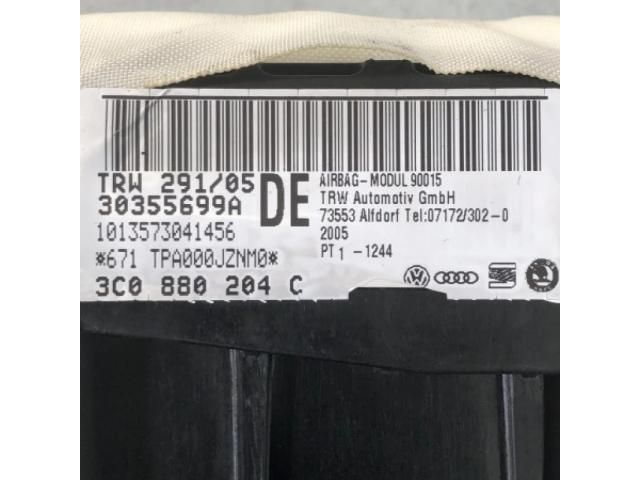 TRW 291/05
30355699A
1013573041456
*671 TPA000JZNM0*
3C0 880 204 C
DE
AIRBAG-MODUL 90015
TRW Automotiv GmbH
73553 Alfdorf Tel:07172/302-0
2005
PT 1 -1244